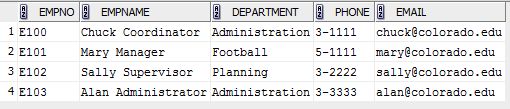 EMPNO EMPNAME DEPARTMENT PHONE EMAIL
1 E100 Chuck Coordinator Administration 3-1111 chuck@colorado.edu
2 E101 Mary Manager Football 5-1111 mary@colorado.edu
3 E102 Sally Supervisor Planning 3-2222 sally@colorado.edu
4 E103 Alan Administrator Administration 3-3333 alan@colorado.edu